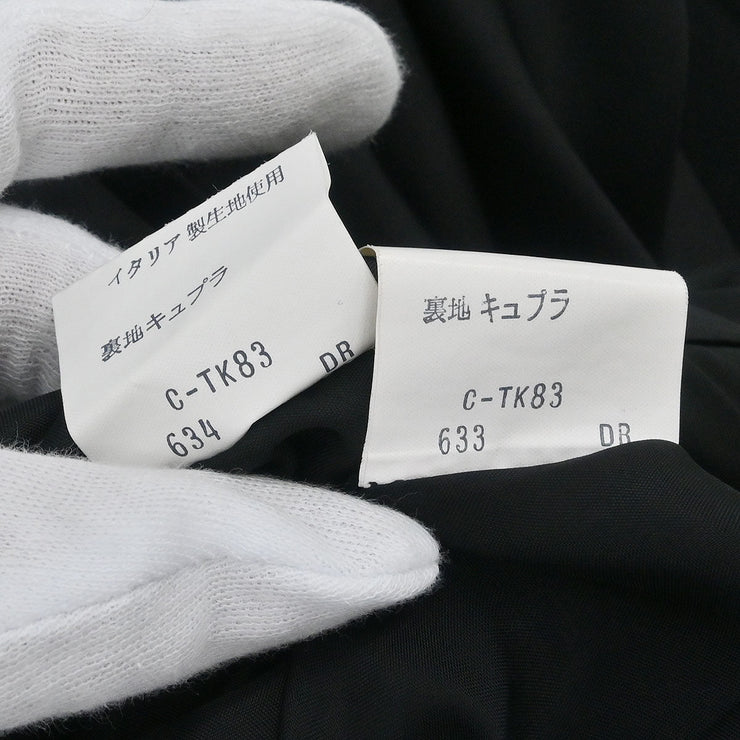 イタリア製生地使用
裏地キュプラ
C-TK83
634 DR
裏地 キュプラ
C-TK83
633 DR